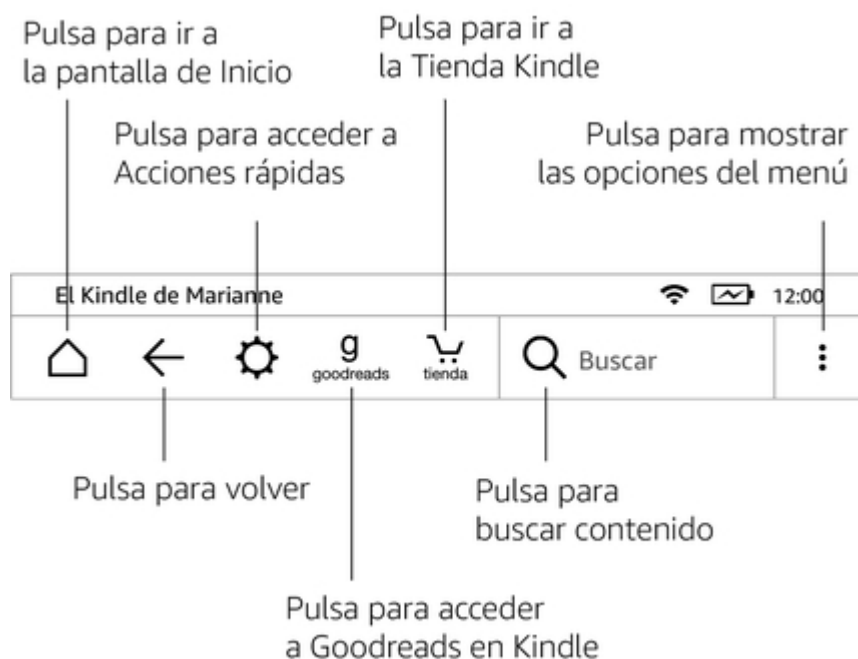 Pulsa para ir a
la pantalla de Inicio
Pulsa para ir a
la Tienda Kindle
Pulsa para acceder a
Acciones rápidas
Pulsa para mostrar
las opciones del menú
El Kindle de Marianne
12:00
g
goodreads
tienda
Buscar
Pulsa para volver
Pulsa para
buscar contenido
Pulsa para acceder
a Goodreads en Kindle